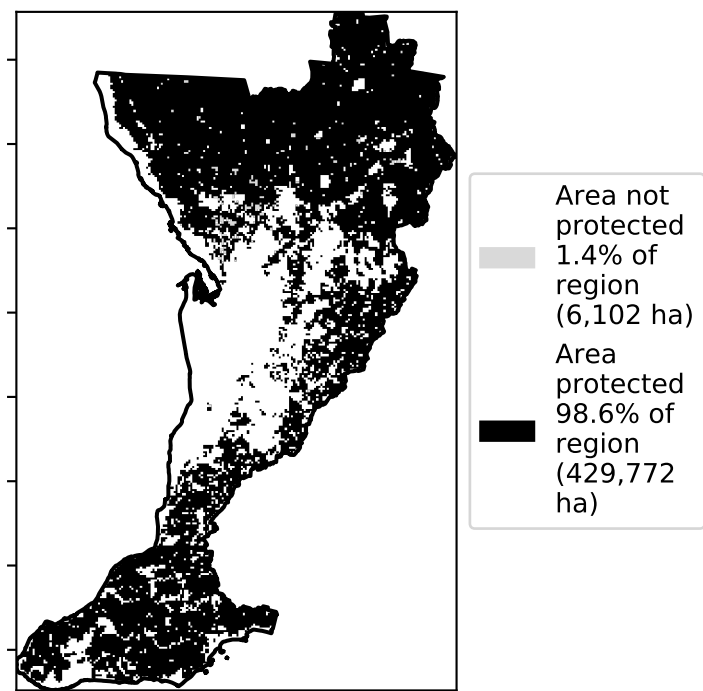 Area not
protected
1.4% of
region
(6,102 ha)
Area
protected
98.6% of
region
(429,772
ha)